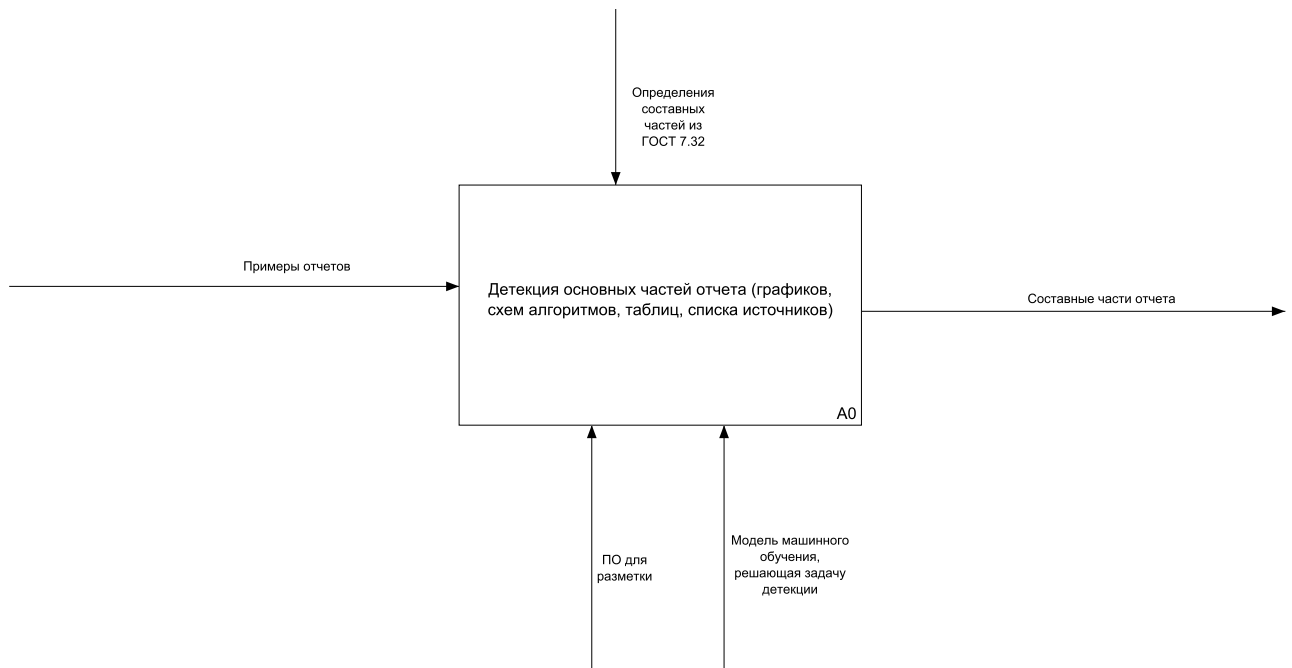 Определения
составных
частей из
ГОСТ 7.32
Примеры отчетов
Детекция основных частей отчета (графиков,
схем алгоритмов, таблиц, списка источников)
Составные части отчета
A0
ПО для
разметки
Модель машинного
обучения,
решающая задачу
детекции